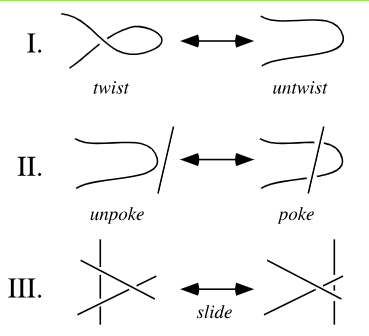 I.
twist untwist
II.
unpoke poke
III.
slide